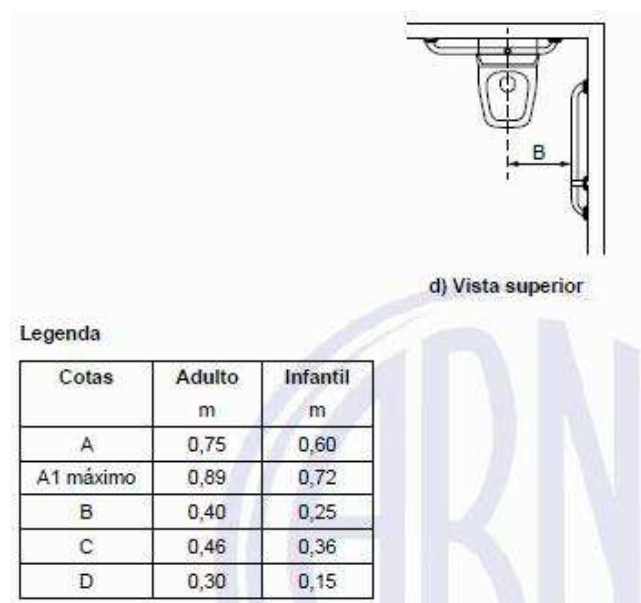 B
d) Vista superior
Legenda
Cotas Adulto Infantil
m m
A 0,75 0,60
A1 máximo 0,89 0,72
B 0,40 0,25
C 0,46 0,36
D 0,30 0,15
ABN